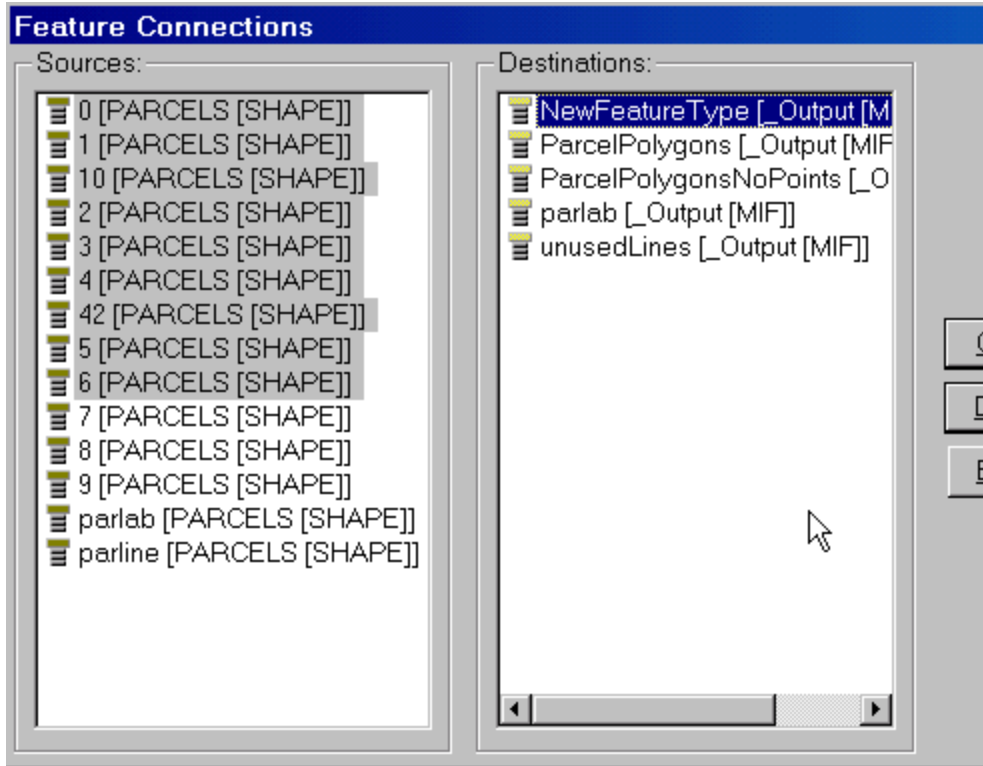 Feature Connections
Sources:
0 [PARCELS [SHAPE]]
1 [PARCELS [SHAPE]]
10 [PARCELS [SHAPE]]
2 [PARCELS [SHAPE]]
3 [PARCELS [SHAPE]]
4 [PARCELS [SHAPE]]
42 [PARCELS [SHAPE]]
5 [PARCELS [SHAPE]]
6 [PARCELS [SHAPE]]
7 [PARCELS [SHAPE]]
8 [PARCELS [SHAPE]]
9 [PARCELS [SHAPE]]
parlab [PARCELS [SHAPE]]
parline [PARCELS [SHAPE]]
Destinations:
NewFeatureType [_Output [M
ParcelPolygons [_Output [MIF
ParcelPolygonsNoPoints [_O
parlab [_Output [MIF]]
unusedLines [_Output [MIF]]